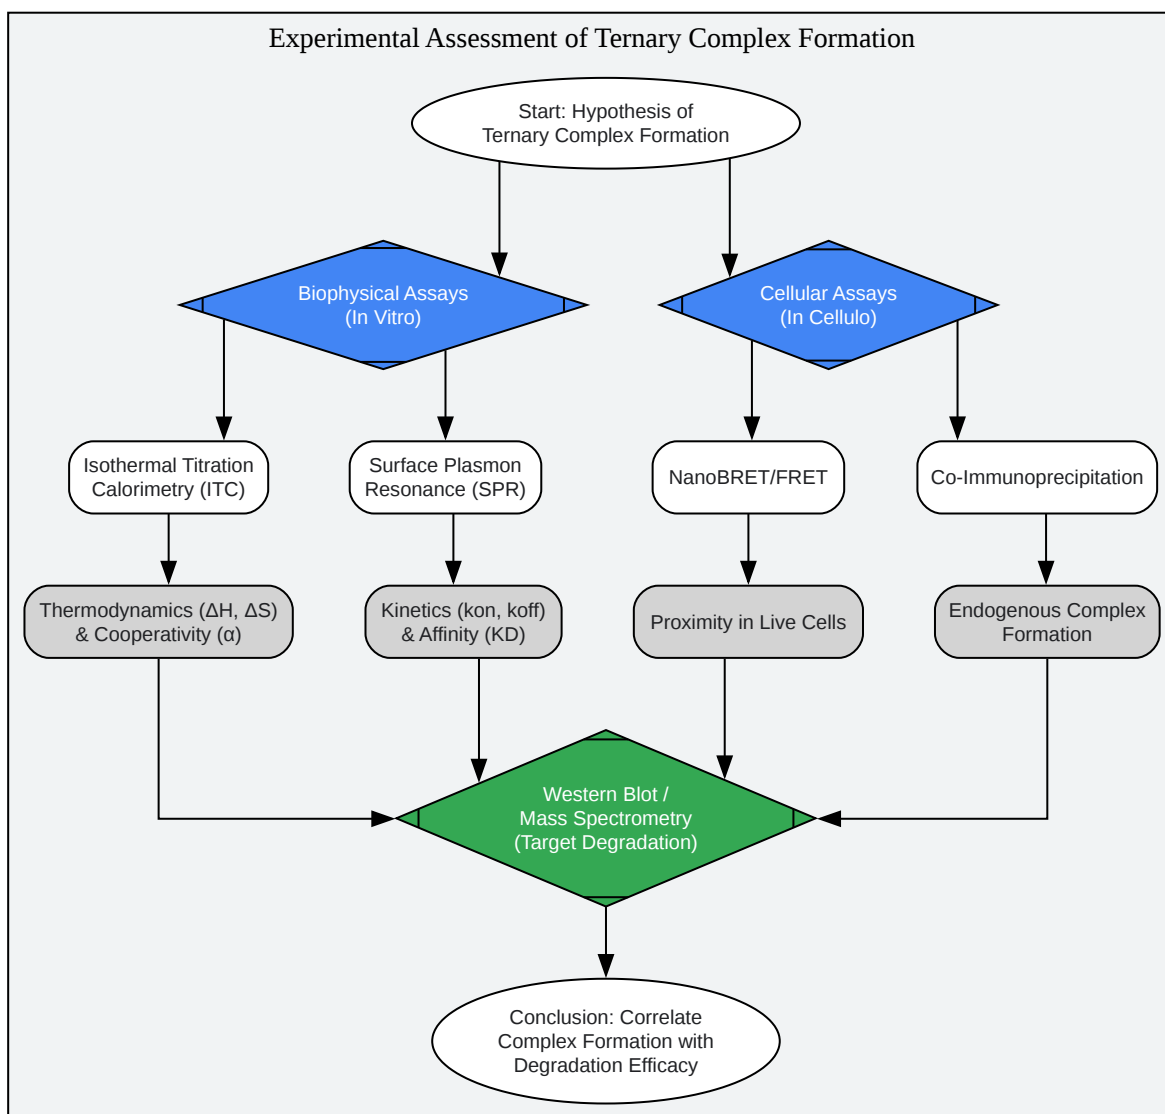 Experimental Assessment of Ternary Complex Formation
Start: Hypothesis of
Ternary Complex Formation
Biophysical Assays
(In Vitro)
Cellular Assays
(In Cellulo)
Isothermal Titration
Calorimetry (ITC)
Surface Plasmon
Resonance (SPR)
NanoBRET/FRET
Co-Immunoprecipitation
Thermodynamics (ΔH, ΔS)
& Cooperativity (α)
Kinetics (kon, koff)
& Affinity (KD)
Proximity in Live Cells
Endogenous Complex
Formation
Western Blot /
Mass Spectrometry
(Target Degradation)
Conclusion: Correlate
Complex Formation with
Degradation Efficacy